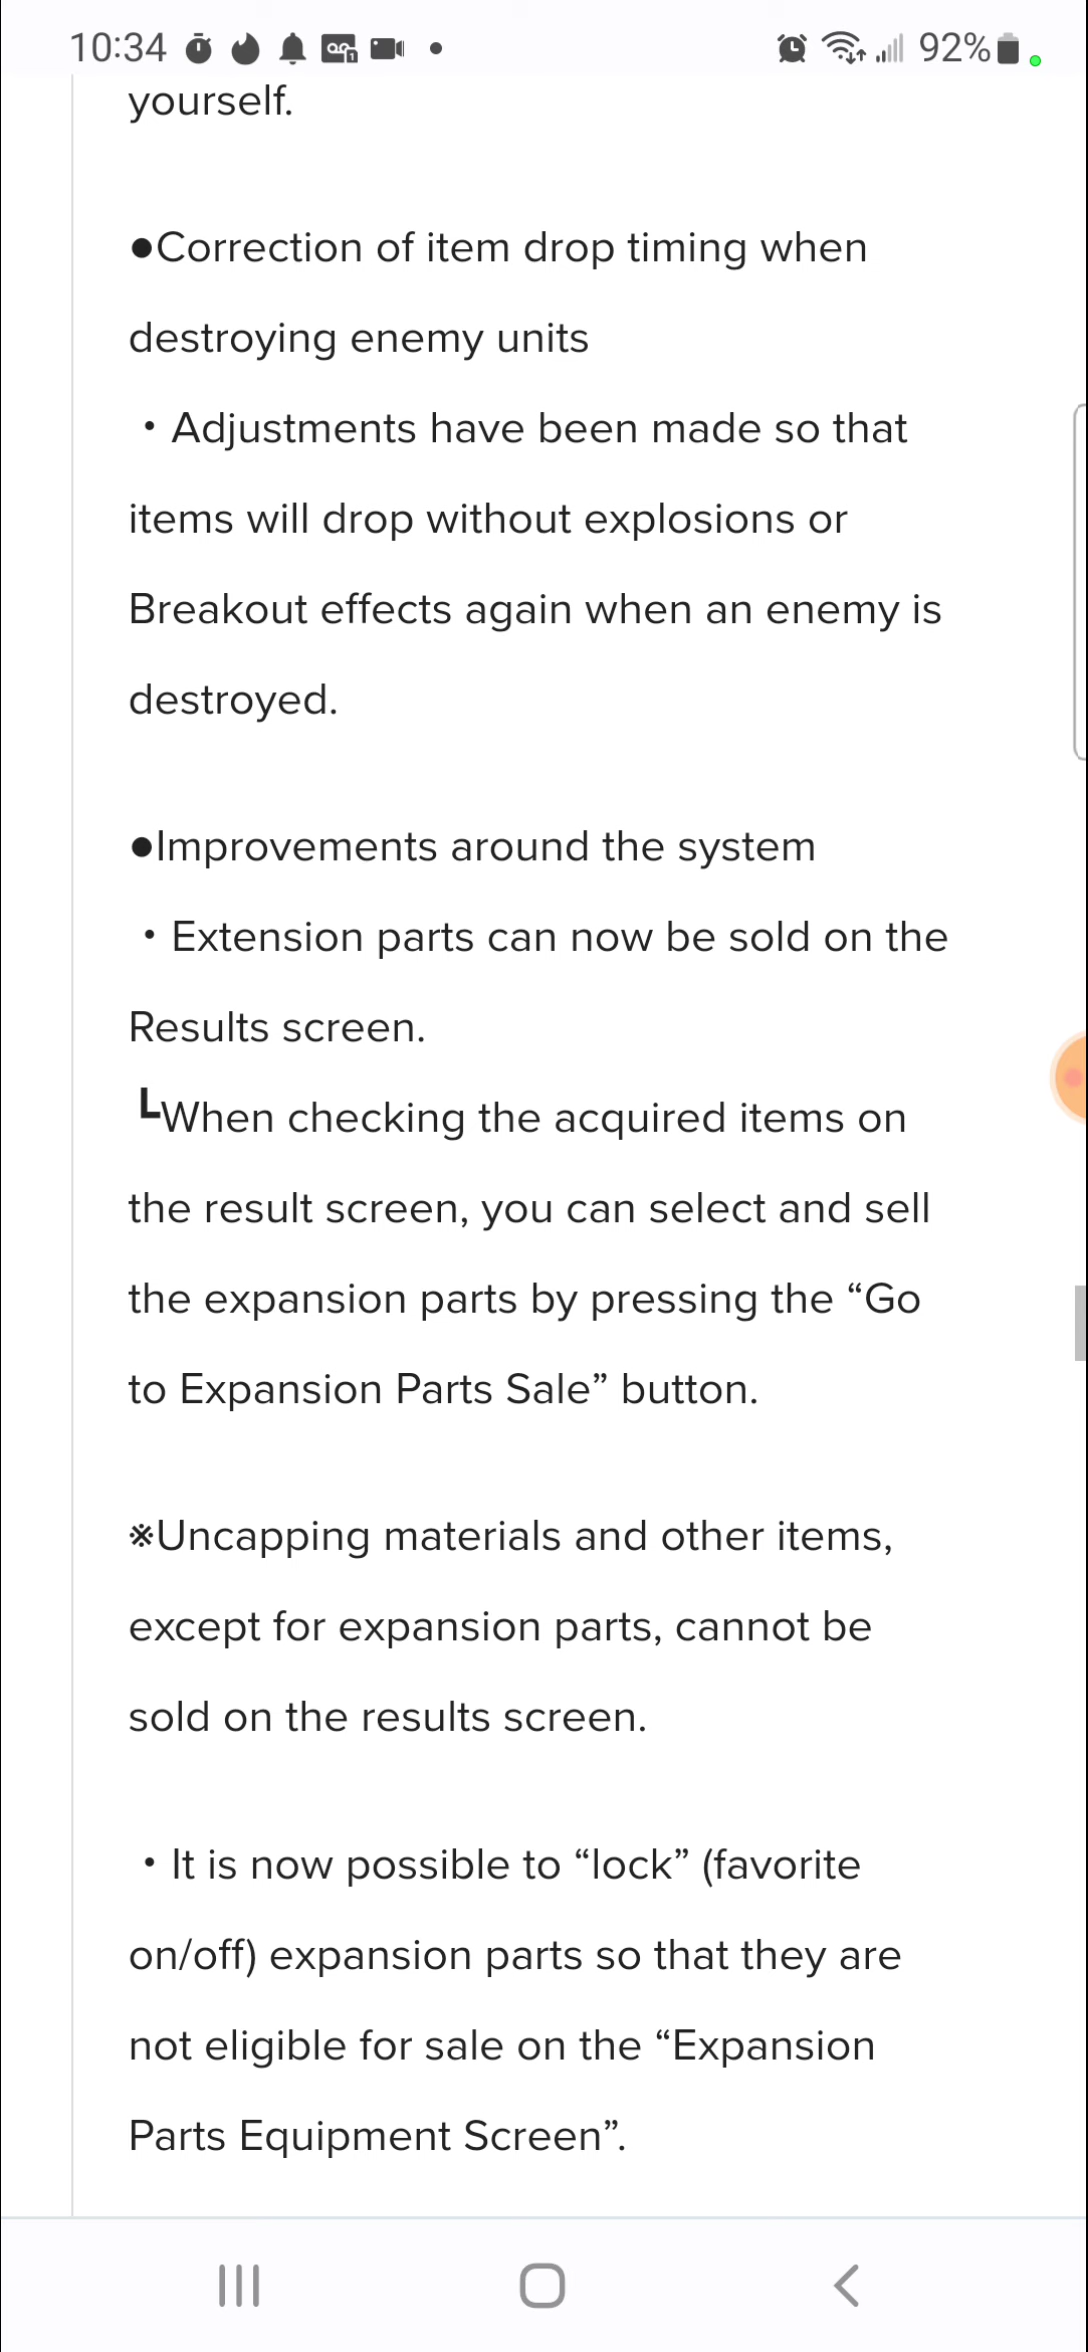 10:34
92%
yourself.
●Correction of item drop timing when
destroying enemy units
・Adjustments have been made so that
items will drop without explosions or
Breakout effects again when an enemy is
destroyed.
●Improvements around the system
・Extension parts can now be sold on the
Results screen.
┗When checking the acquired items on
the result screen, you can select and sell
the expansion parts by pressing the “Go
to Expansion Parts Sale” button.
※Uncapping materials and other items,
except for expansion parts, cannot be
sold on the results screen.
・It is now possible to “lock” (favorite
on/off) expansion parts so that they are
not eligible for sale on the “Expansion
Parts Equipment Screen”.